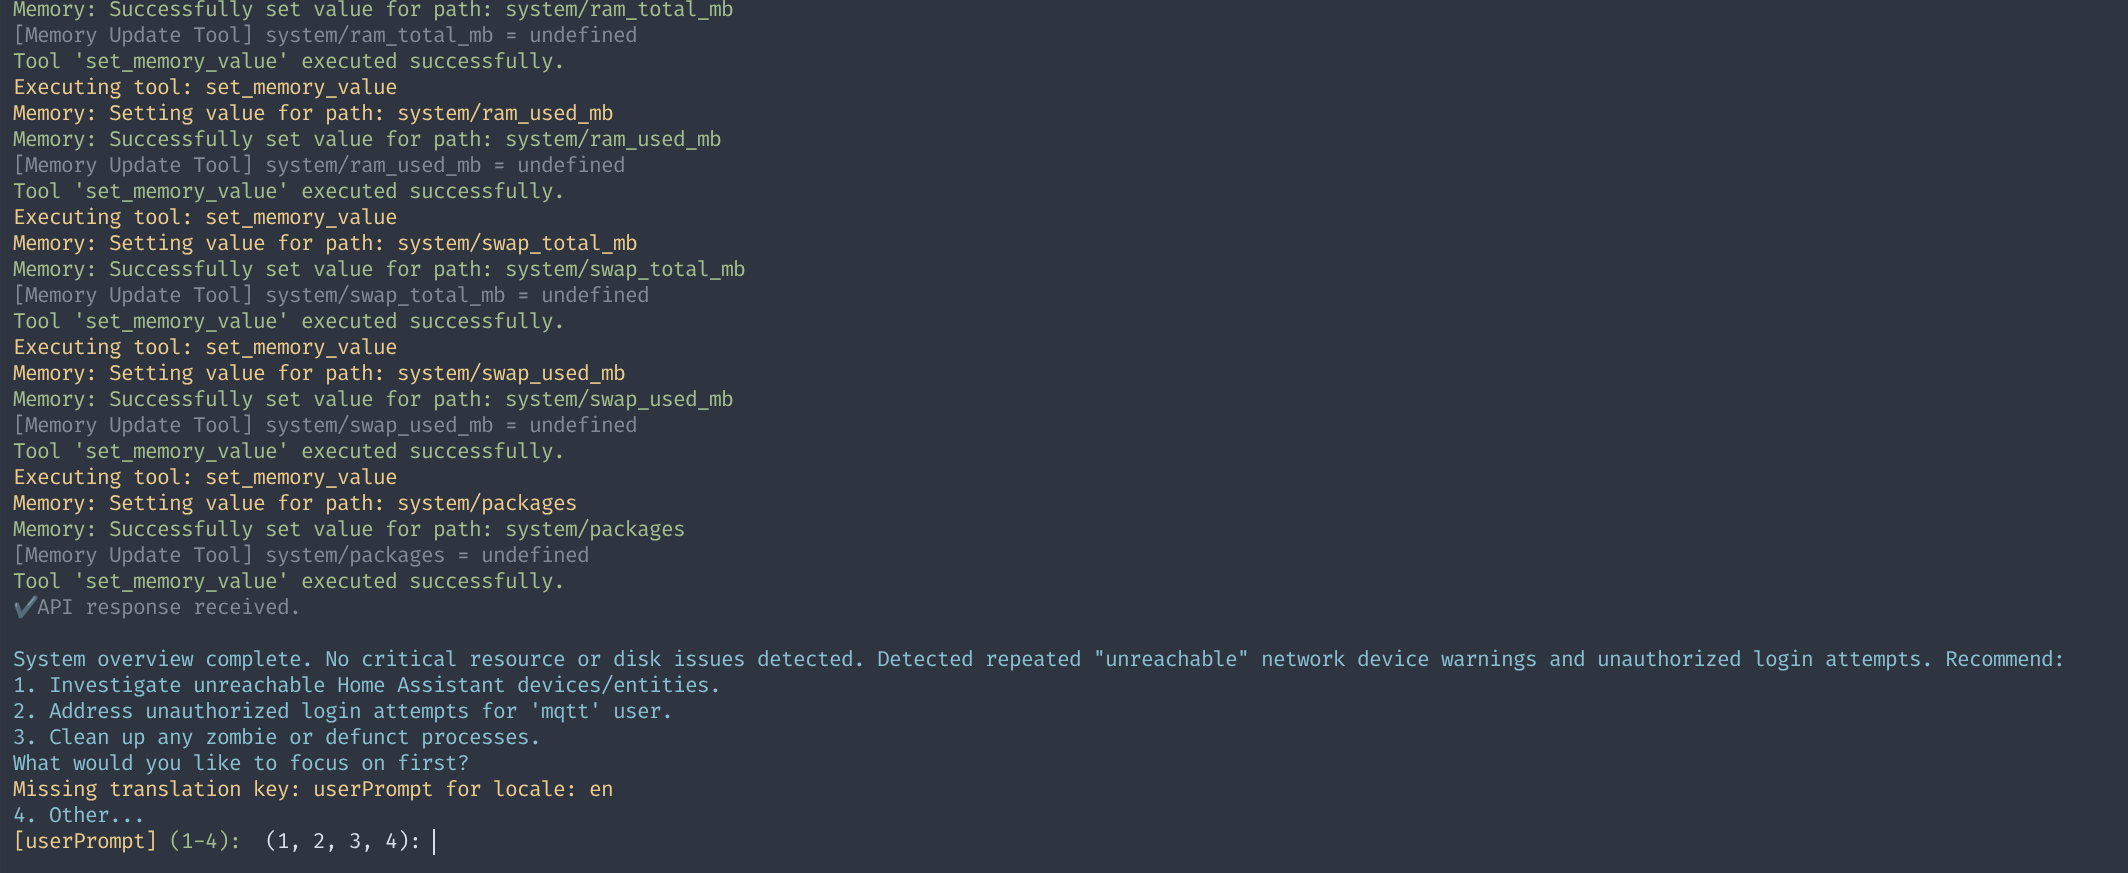 Memory: Successfully set value for path: system/ram_total_mb
[Memory Update Tool] system/ram_total_mb = undefined
Tool 'set_memory_value' executed successfully.
Executing tool: set_memory_value
Memory: Setting value for path: system/ram_used_mb
Memory: Successfully set value for path: system/ram_used_mb
[Memory Update Tool] system/ram_used_mb = undefined
Tool 'set_memory_value' executed successfully.
Executing tool: set_memory_value
Memory: Setting value for path: system/swap_total_mb
Memory: Successfully set value for path: system/swap_total_mb
[Memory Update Tool] system/swap_total_mb = undefined
Tool 'set_memory_value' executed successfully.
Executing tool: set_memory_value
Memory: Setting value for path: system/swap_used_mb
Memory: Successfully set value for path: system/swap_used_mb
[Memory Update Tool] system/swap_used_mb = undefined
Tool 'set_memory_value' executed successfully.
Executing tool: set_memory_value
Memory: Setting value for path: system/packages
Memory: Successfully set value for path: system/packages
[Memory Update Tool] system/packages = undefined
Tool 'set_memory_value' executed successfully.
✔API response received.
System overview complete. No critical resource or disk issues detected. Detected repeated "unreachable" network device warnings and unauthorized login attempts. Recommend:
1. Investigate unreachable Home Assistant devices/entities.
2. Address unauthorized login attempts for 'mqtt' user.
3. Clean up any zombie or defunct processes.
What would you like to focus on first?
Missing translation key: userPrompt for locale: en
4. Other...
[userPrompt] (1-4):  (1, 2, 3, 4):